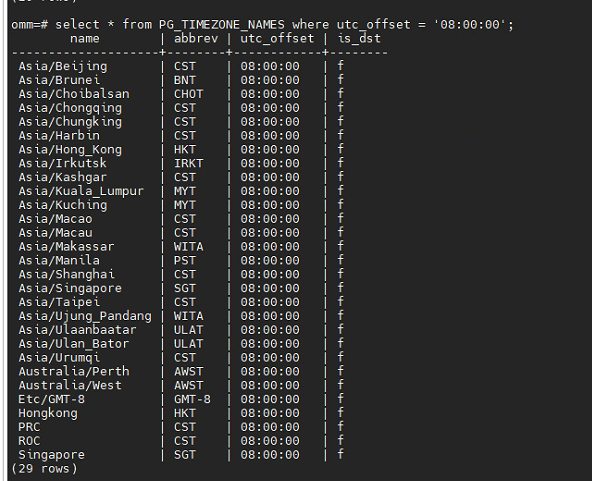 omm=# select * from PG_TIMEZONE_NAMES where utc_offset = '08:00:00';
        name        | abbrev | utc_offset | is_dst
--------------------+--------+------------+--------
 Asia/Beijing       | CST    | 08:00:00   | f
 Asia/Brunei        | BNT    | 08:00:00   | f
 Asia/Choibalsan    | CHOT   | 08:00:00   | f
 Asia/Chongqing     | CST    | 08:00:00   | f
 Asia/Chungking     | CST    | 08:00:00   | f
 Asia/Harbin        | CST    | 08:00:00   | f
 Asia/Hong_Kong     | HKT    | 08:00:00   | f
 Asia/Irkutsk       | IRKT   | 08:00:00   | f
 Asia/Kashgar       | CST    | 08:00:00   | f
 Asia/Kuala_Lumpur  | MYT    | 08:00:00   | f
 Asia/Kuching       | MYT    | 08:00:00   | f
 Asia/Macao         | CST    | 08:00:00   | f
 Asia/Macau         | CST    | 08:00:00   | f
 Asia/Makassar      | WITA   | 08:00:00   | f
 Asia/Manila        | PST    | 08:00:00   | f
 Asia/Shanghai      | CST    | 08:00:00   | f
 Asia/Singapore     | SGT    | 08:00:00   | f
 Asia/Taipei        | CST    | 08:00:00   | f
 Asia/Ujung_Pandang | WITA   | 08:00:00   | f
 Asia/Ulaanbaatar   | ULAT   | 08:00:00   | f
 Asia/Ulan_Bator    | ULAT   | 08:00:00   | f
 Asia/Urumqi        | CST    | 08:00:00   | f
 Australia/Perth    | AWST   | 08:00:00   | f
 Australia/West     | AWST   | 08:00:00   | f
 Etc/GMT-8          | GMT-8  | 08:00:00   | f
 Hongkong           | HKT    | 08:00:00   | f
 PRC                | CST    | 08:00:00   | f
 ROC                | CST    | 08:00:00   | f
 Singapore          | SGT    | 08:00:00   | f
(29 rows)